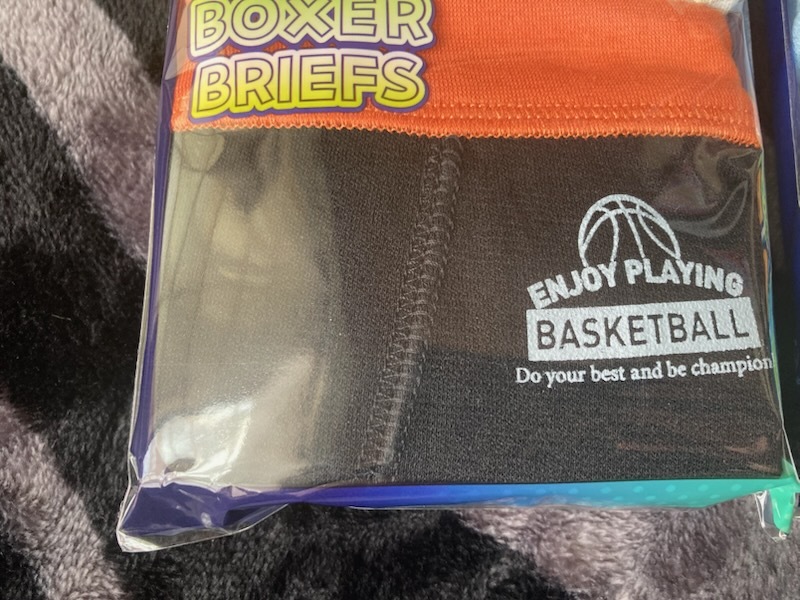 BOXER
BRIEFS
ENJOY PLAYING
BASKETBALL
Do your best and be champion